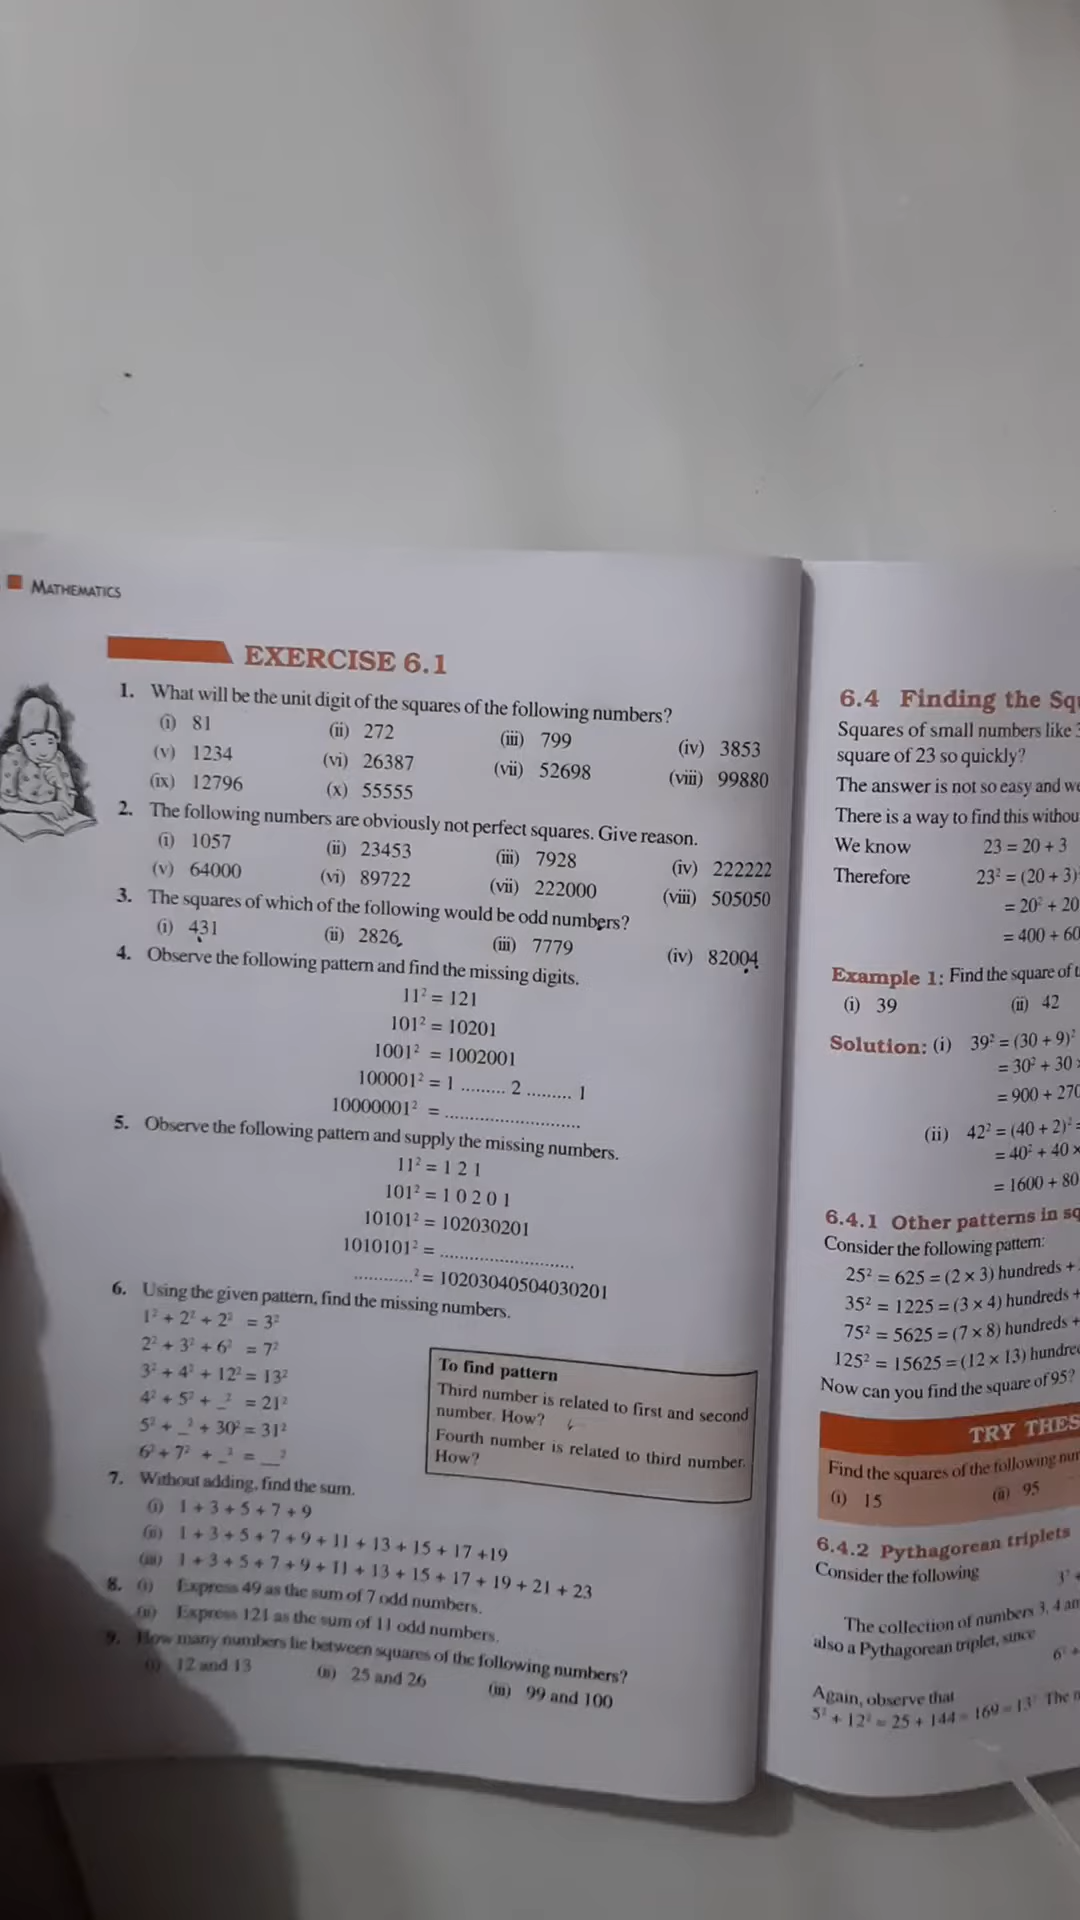 MATHEMATICS
EXERCISE 6.1
1. What will be the unit digit of the squares of the following numbers?
(i) 81 (ii) 272 (iii) 799 (iv) 3853
(v) 1234 (vi) 26387 (vii) 52698 (viii) 99880
(ix) 12796 (x) 55555
2. The following numbers are obviously not perfect squares. Give reason.
(i) 1057 (ii) 23453 (iii) 7928 (iv) 222222
(v) 64000 (vi) 89722 (vii) 222000 (viii) 505050
3. The squares of which of the following would be odd numbers?
(i) 431 (ii) 2826 (iii) 7779 (iv) 82004
4. Observe the following pattern and find the missing digits.
11² = 121
101² = 10201
1001² = 1002001
100001² = 1 ......... 2 ......... 1
10000001² = ...........................
5. Observe the following pattern and supply the missing numbers.
11² = 1 2 1
101² = 1 0 2 0 1
10101² = 102030201
1010101² = ...........................
............² = 10203040504030201
6. Using the given pattern, find the missing numbers.
1² + 2² + 2² = 3²
2² + 3² + 6² = 7²
3² + 4² + 12² = 13²
4² + 5² + _² = 21²
5² + _² + 30² = 31²
6² + 7² + _² = __²
To find pattern
Third number is related to first and second
number. How?
Fourth number is related to third number.
How?
7. Without adding, find the sum.
(i) 1 + 3 + 5 + 7 + 9
(ii) 1 + 3 + 5 + 7 + 9 + 11 + 13 + 15 + 17 +19
(iii) 1 + 3 + 5 + 7 + 9 + 11 + 13 + 15 + 17 + 19 + 21 + 23
8. (i) Express 49 as the sum of 7 odd numbers.
(ii) Express 121 as the sum of 11 odd numbers.
9. How many numbers lie between squares of the following numbers?
(i) 12 and 13 (ii) 25 and 26 (iii) 99 and 100
6.4 Finding the Squ
Squares of small numbers like 3
square of 23 so quickly?
The answer is not so easy and we
There is a way to find this withou
We know 23 = 20 + 3
Therefore 23² = (20 + 3)
= 20² + 20
= 400 + 60
Example 1: Find the square of t
(i) 39 (ii) 42
Solution: (i) 39² = (30 + 9)²
= 30² + 30 ×
= 900 + 270
(ii) 42² = (40 + 2)² =
= 40² + 40 ×
= 1600 + 80
6.4.1 Other patterns in sq
Consider the following pattern:
25² = 625 = (2 × 3) hundreds +
35² = 1225 = (3 × 4) hundreds +
75² = 5625 = (7 × 8) hundreds +
125² = 15625 = (12 × 13) hundre
Now can you find the square of 95?
TRY THES
Find the squares of the following num
(i) 15 (ii) 95
6.4.2 Pythagorean triplets
Consider the following
3² +
The collection of numbers 3, 4 an
also a Pythagorean triplet, since
6² +
Again, observe that
5² + 12² = 25 + 144 = 169 = 13² The n